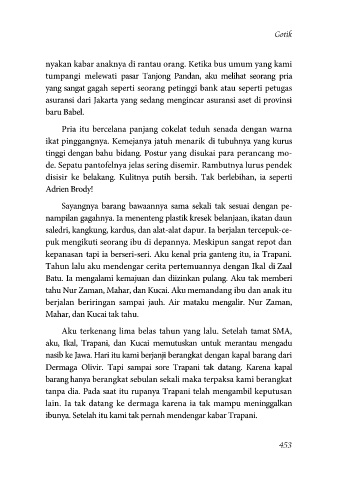 Gotik
nyakan kabar anaknya di rantau orang. Ketika bus umum yang kami
tumpangi melewati pasar Tanjong Pandan, aku melihat seorang pria
yang sangat gagah seperti seorang petinggi bank atau seperti petugas
asuransi dari Jakarta yang sedang mengincar asuransi aset di provinsi
baru Babel.
Pria itu bercelana panjang cokelat teduh senada dengan warna
ikat pinggangnya. Kemejanya jatuh menarik di tubuhnya yang kurus
tinggi dengan bahu bidang. Postur yang disukai para perancang mo-
de. Sepatu pantofelnya jelas sering disemir. Rambutnya lurus pendek
disisir ke belakang. Kulitnya putih bersih. Tak berlebihan, ia seperti
Adrien Brody!
Sayangnya barang bawaannya sama sekali tak sesuai dengan pe-
nampilan gagahnya. Ia menenteng plastik kresek belanjaan, ikatan daun
saledri, kangkung, kardus, dan alat-alat dapur. Ia berjalan tercepuk-ce-
puk mengikuti seorang ibu di depannya. Meskipun sangat repot dan
kepanasan tapi ia berseri-seri. Aku kenal pria ganteng itu, ia Trapani.
Tahun lalu aku mendengar cerita pertemuannya dengan Ikal di Zaal
Batu. Ia mengalami kemajuan dan diizinkan pulang. Aku tak memberi
tahu Nur Zaman, Mahar, dan Kucai. Aku memandang ibu dan anak itu
berjalan beriringan sampai jauh. Air mataku mengalir. Nur Zaman,
Mahar, dan Kucai tak tahu.
Aku terkenang lima belas tahun yang lalu. Setelah tamat SMA,
aku, Ikal, Trapani, dan Kucai memutuskan untuk merantau mengadu
nasib ke Jawa. Hari itu kami berjanji berangkat dengan kapal barang dari
Dermaga Olivir. Tapi sampai sore Trapani tak datang. Karena kapal
barang hanya berangkat sebulan sekali maka terpaksa kami berangkat
tanpa dia. Pada saat itu rupanya Trapani telah mengambil keputusan
lain. Ia tak datang ke dermaga karena ia tak mampu meninggalkan
ibunya. Setelah itu kami tak pernah mendengar kabar Trapani.
453